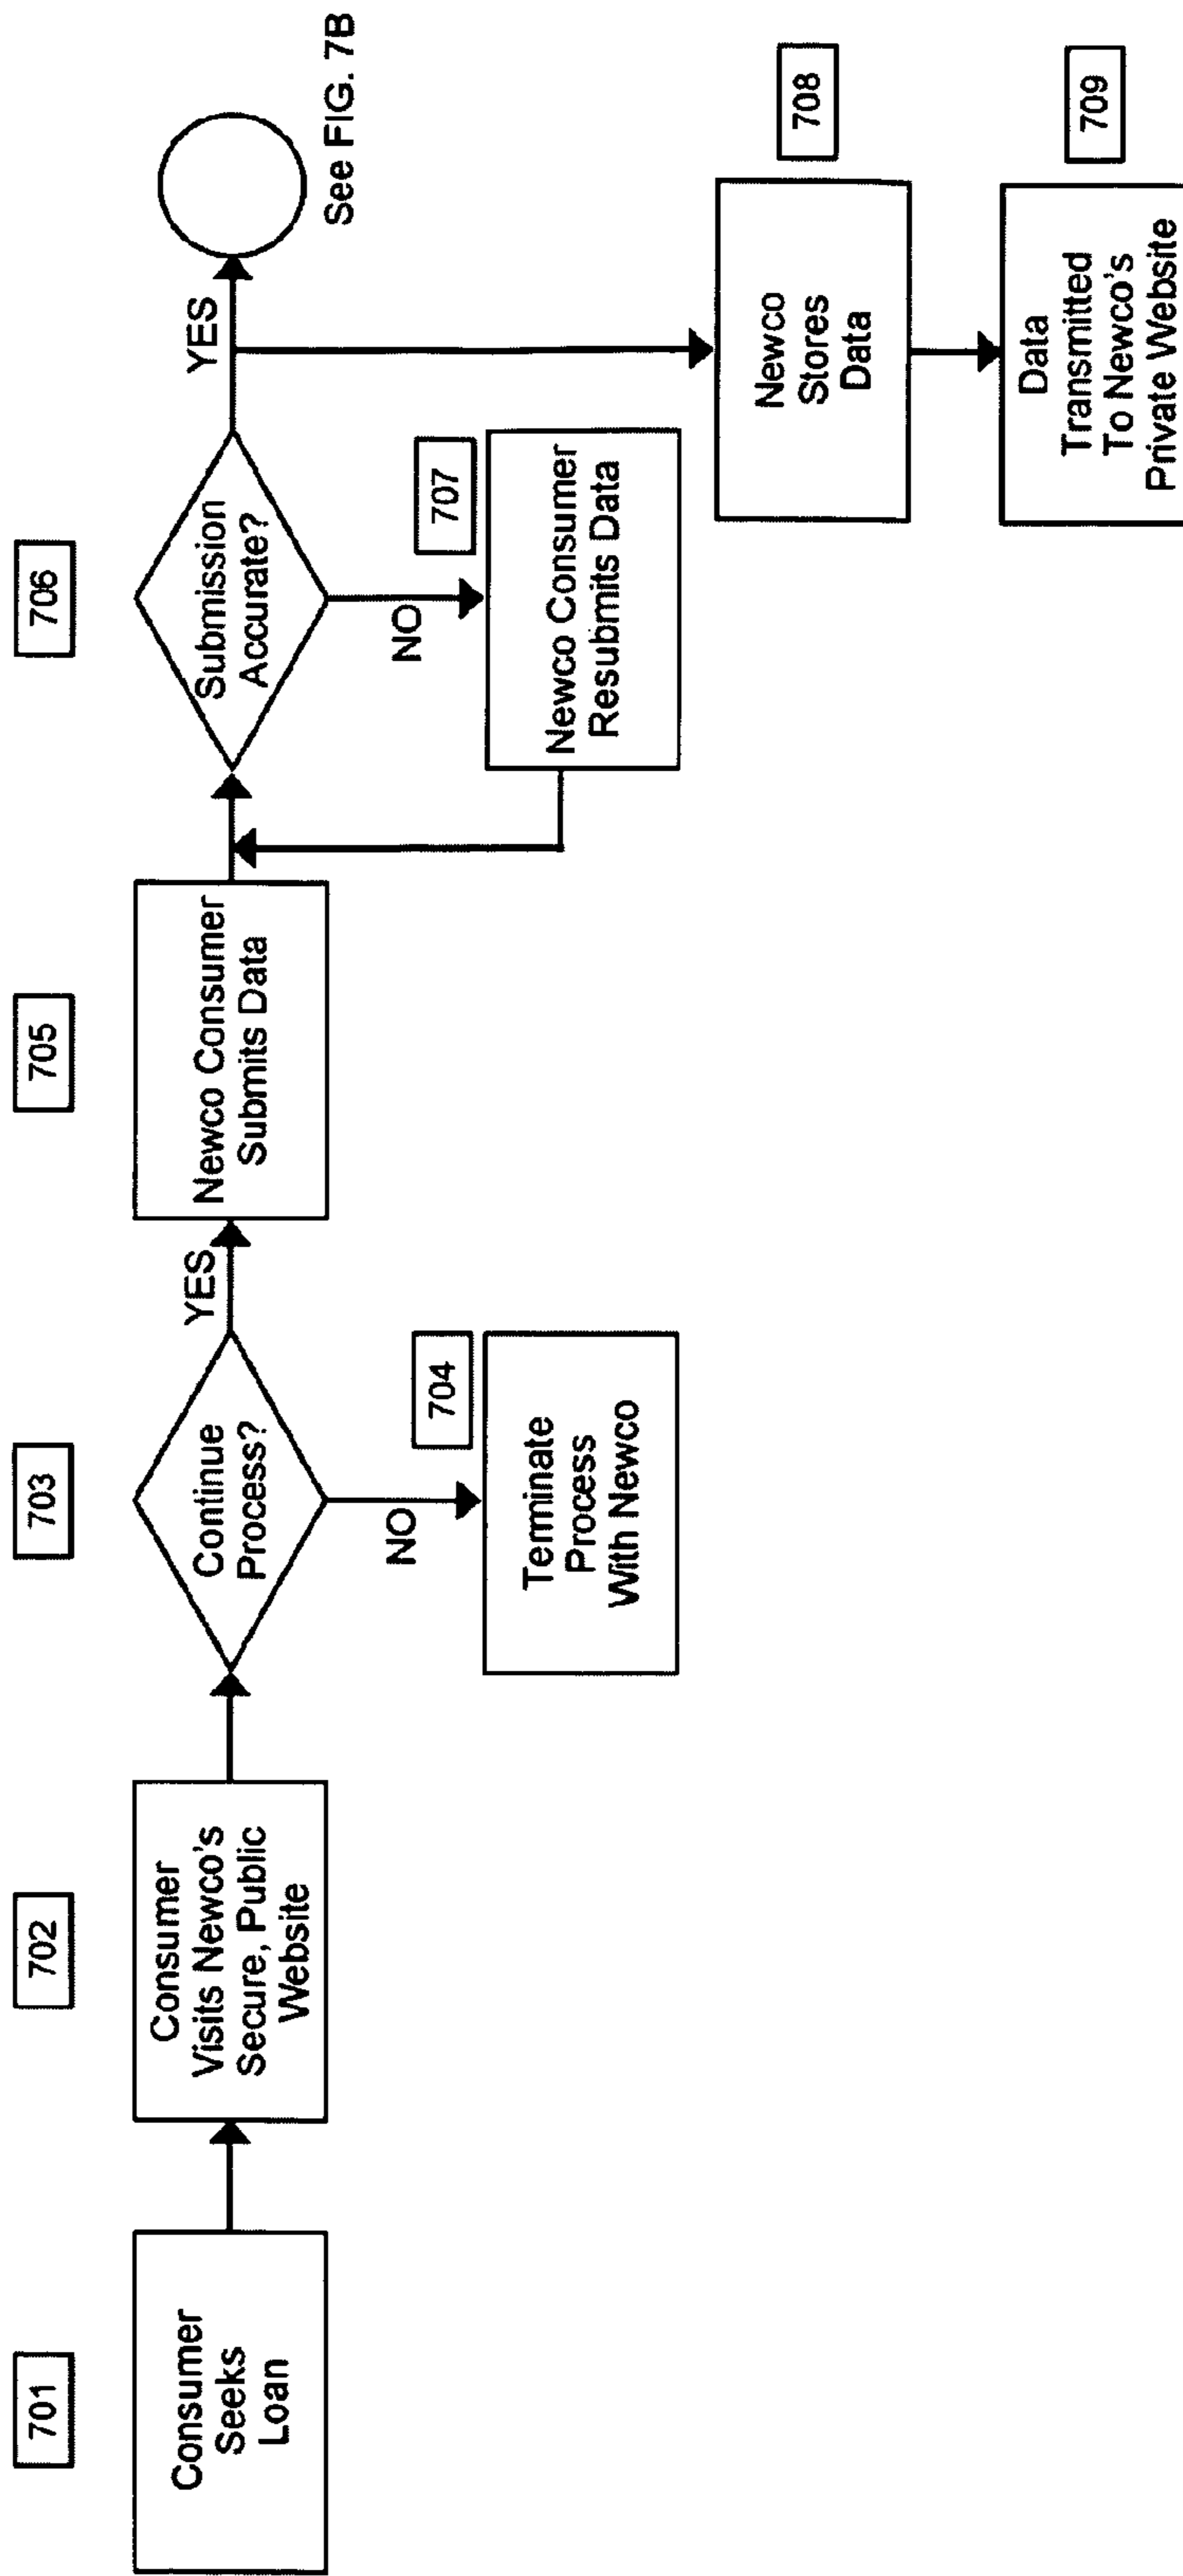 701
Consumer
Seeks
Loan
702
Consumer
Visits Newco's
Secure, Public
Website
703
Continue
Process?
YES
NO
704
Terminate
Process
With Newco
705
Newco Consumer
Submits Data
706
Submission
Accurate?
YES
NO
707
Newco Consumer
Resubmits Data
See FIG. 7B
708
Newco
Stores
Data
709
Data
Transmitted
To Newco's
Private Website